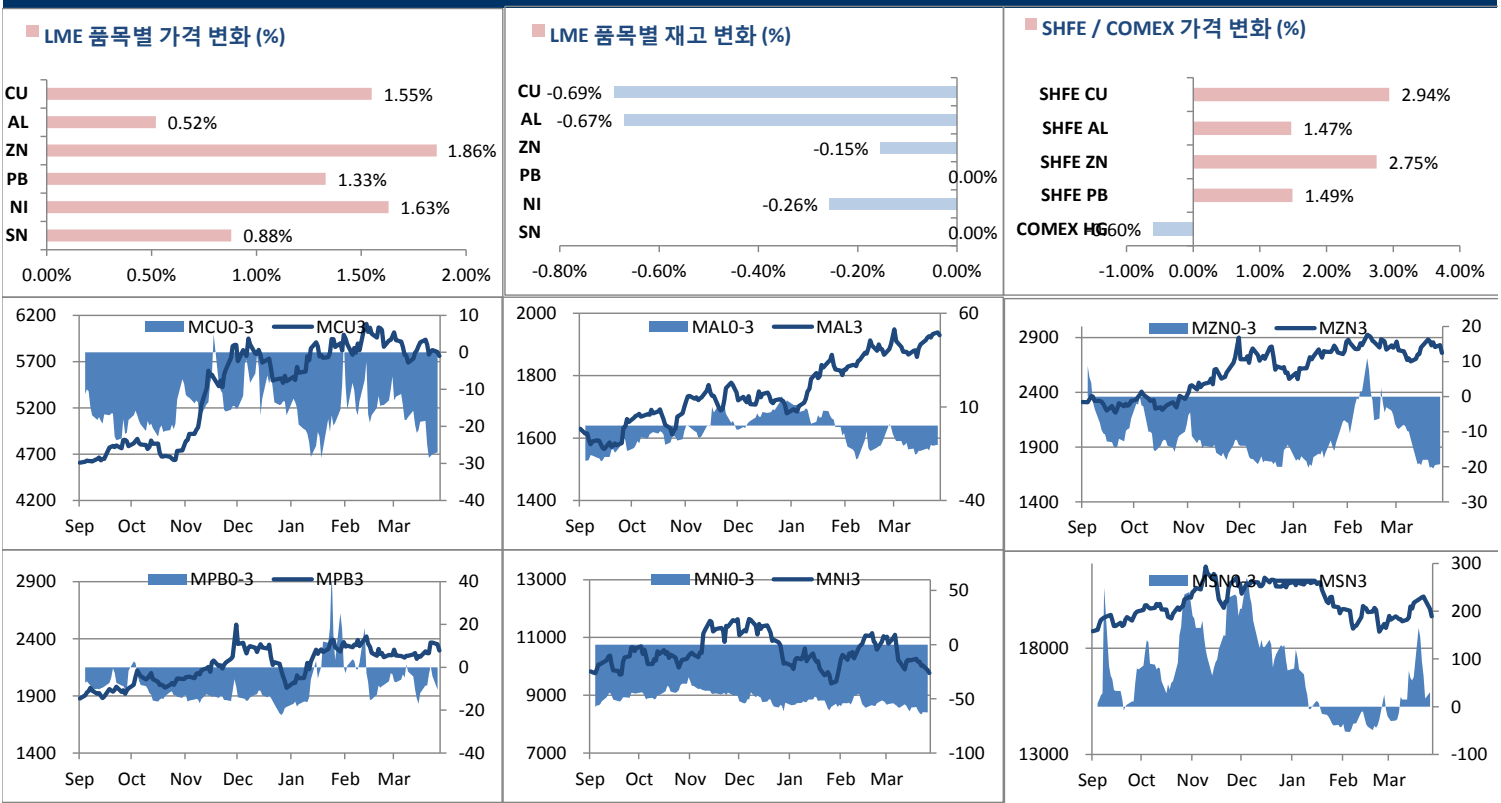 LME 품목별 가격 변화 (%)
CU 1.55%
AL 0.52%
ZN 1.86%
PB 1.33%
NI 1.63%
SN 0.88%
0.00% 0.50% 1.00% 1.50% 2.00%
LME 품목별 재고 변화 (%)
CU -0.69%
AL -0.67%
ZN -0.15%
PB 0.00%
NI -0.26%
SN 0.00%
-0.80% -0.60% -0.40% -0.20% 0.00%
SHFE / COMEX 가격 변화 (%)
SHFE CU 2.94%
SHFE AL 1.47%
SHFE ZN 2.75%
SHFE PB 1.49%
COMEX HG -0.60%
-1.00% 0.00% 1.00% 2.00% 3.00% 4.00%
MCU0-3 MCU3
6200 10
5700 0
-10
5200
-20
4700
-30
4200 -40
Sep Oct Nov Dec Jan Feb Mar
MAL0-3 MAL3
2000 60
1800
10
1600
1400 -40
Sep Oct Nov Dec Jan Feb Mar
MZN0-3 MZN3
20
2900
10
2400 0
-10
1900
-20
1400 -30
Sep Oct Nov Dec Jan Feb Mar
MPB0-3 MPB3
2900 40
20
2400
0
1900
-20
1400 -40
Sep Oct Nov Dec Jan Feb Mar
MNI0-3 MNI3
13000
50
11000 0
9000
-50
7000 -100
Sep Oct Nov Dec Jan Feb Mar
MSN0-3 MSN3
300
200
18000
100
0
13000 -100
Sep Oct Nov Dec Jan Feb Mar